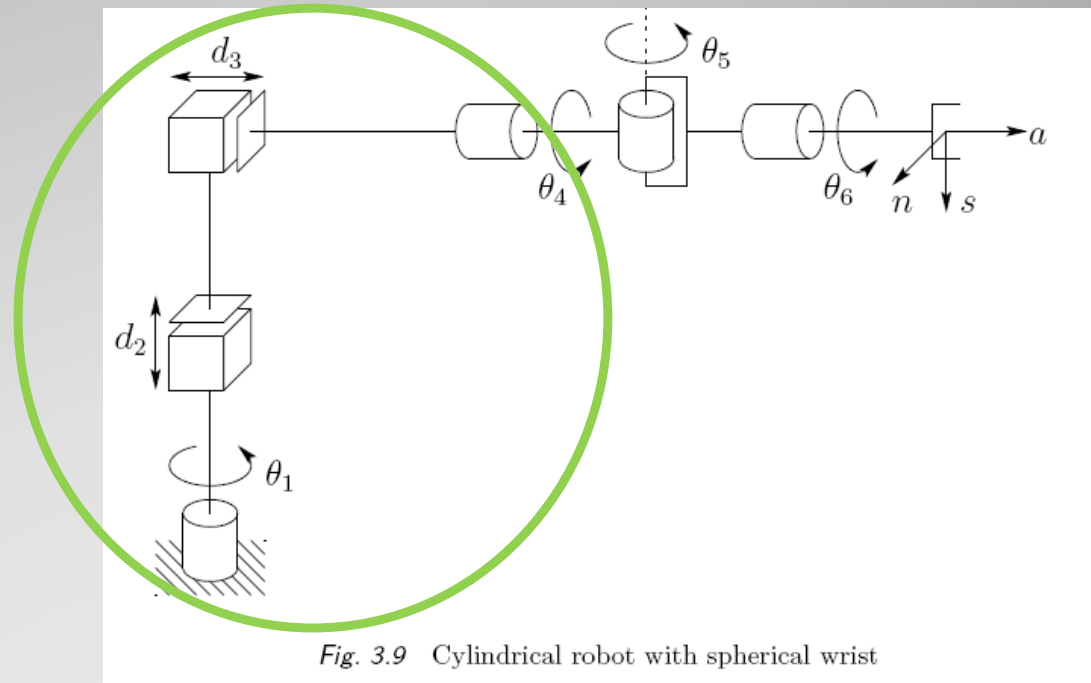 d₃
θ₅
a
θ₄
θ₆
n
s
d₂
θ₁
Fig. 3.9 Cylindrical robot with spherical wrist